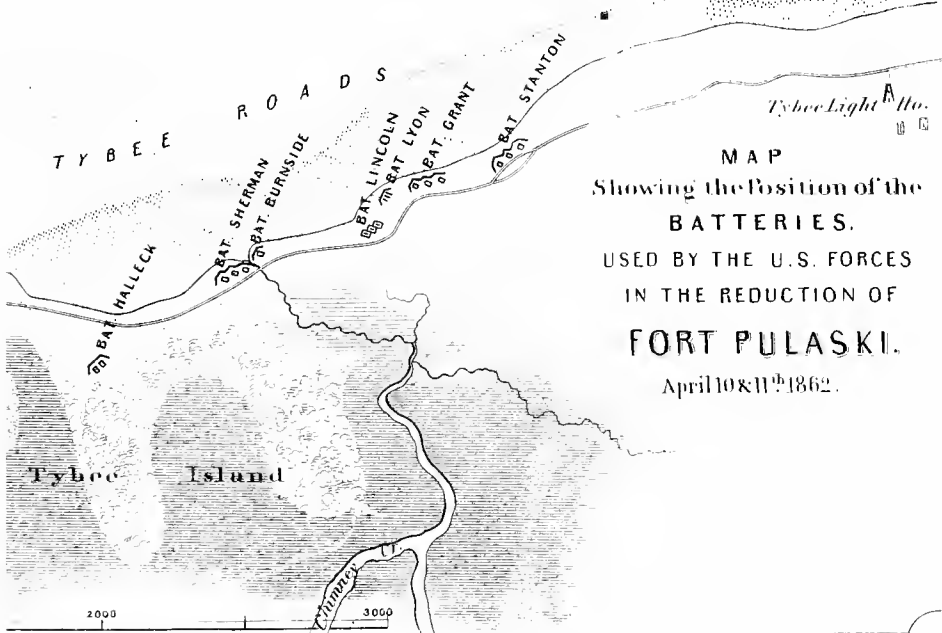 TYBEE ROADS
BAT. HALLECK
BAT. SHERMAN
BAT. BURNSIDE
BAT LINCOLN
BAT LYON
BAT. GRANT
BAT STANTON
Tybee Light Ho.
MAP
Showing the Position of the
BATTERIES.
USED BY THE U.S. FORCES
IN THE REDUCTION OF
FORT PULASKI.
April 10 & 11th 1862.
Tybee Island
Chimney
2000 3000